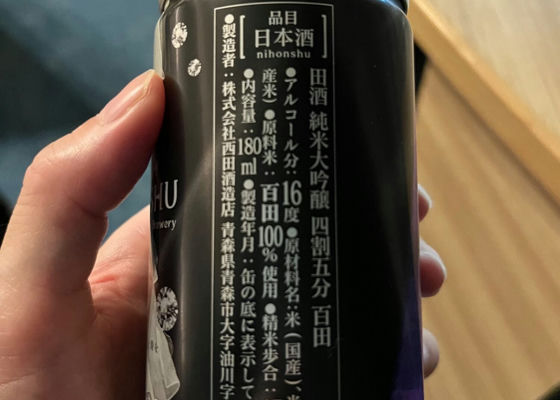 品目
日本酒
nihonshu
田酒 純米大吟醸 四割五分 百田
●アルコール分：16度●原材料名：米（国産）、米
産米）●原料米：百田100%使用●精米歩合：
●内容量：180ml●製造年月：缶の底に表示して
●製造者：株式会社西田酒造店 青森県青森市大字油川字
HU
ewery